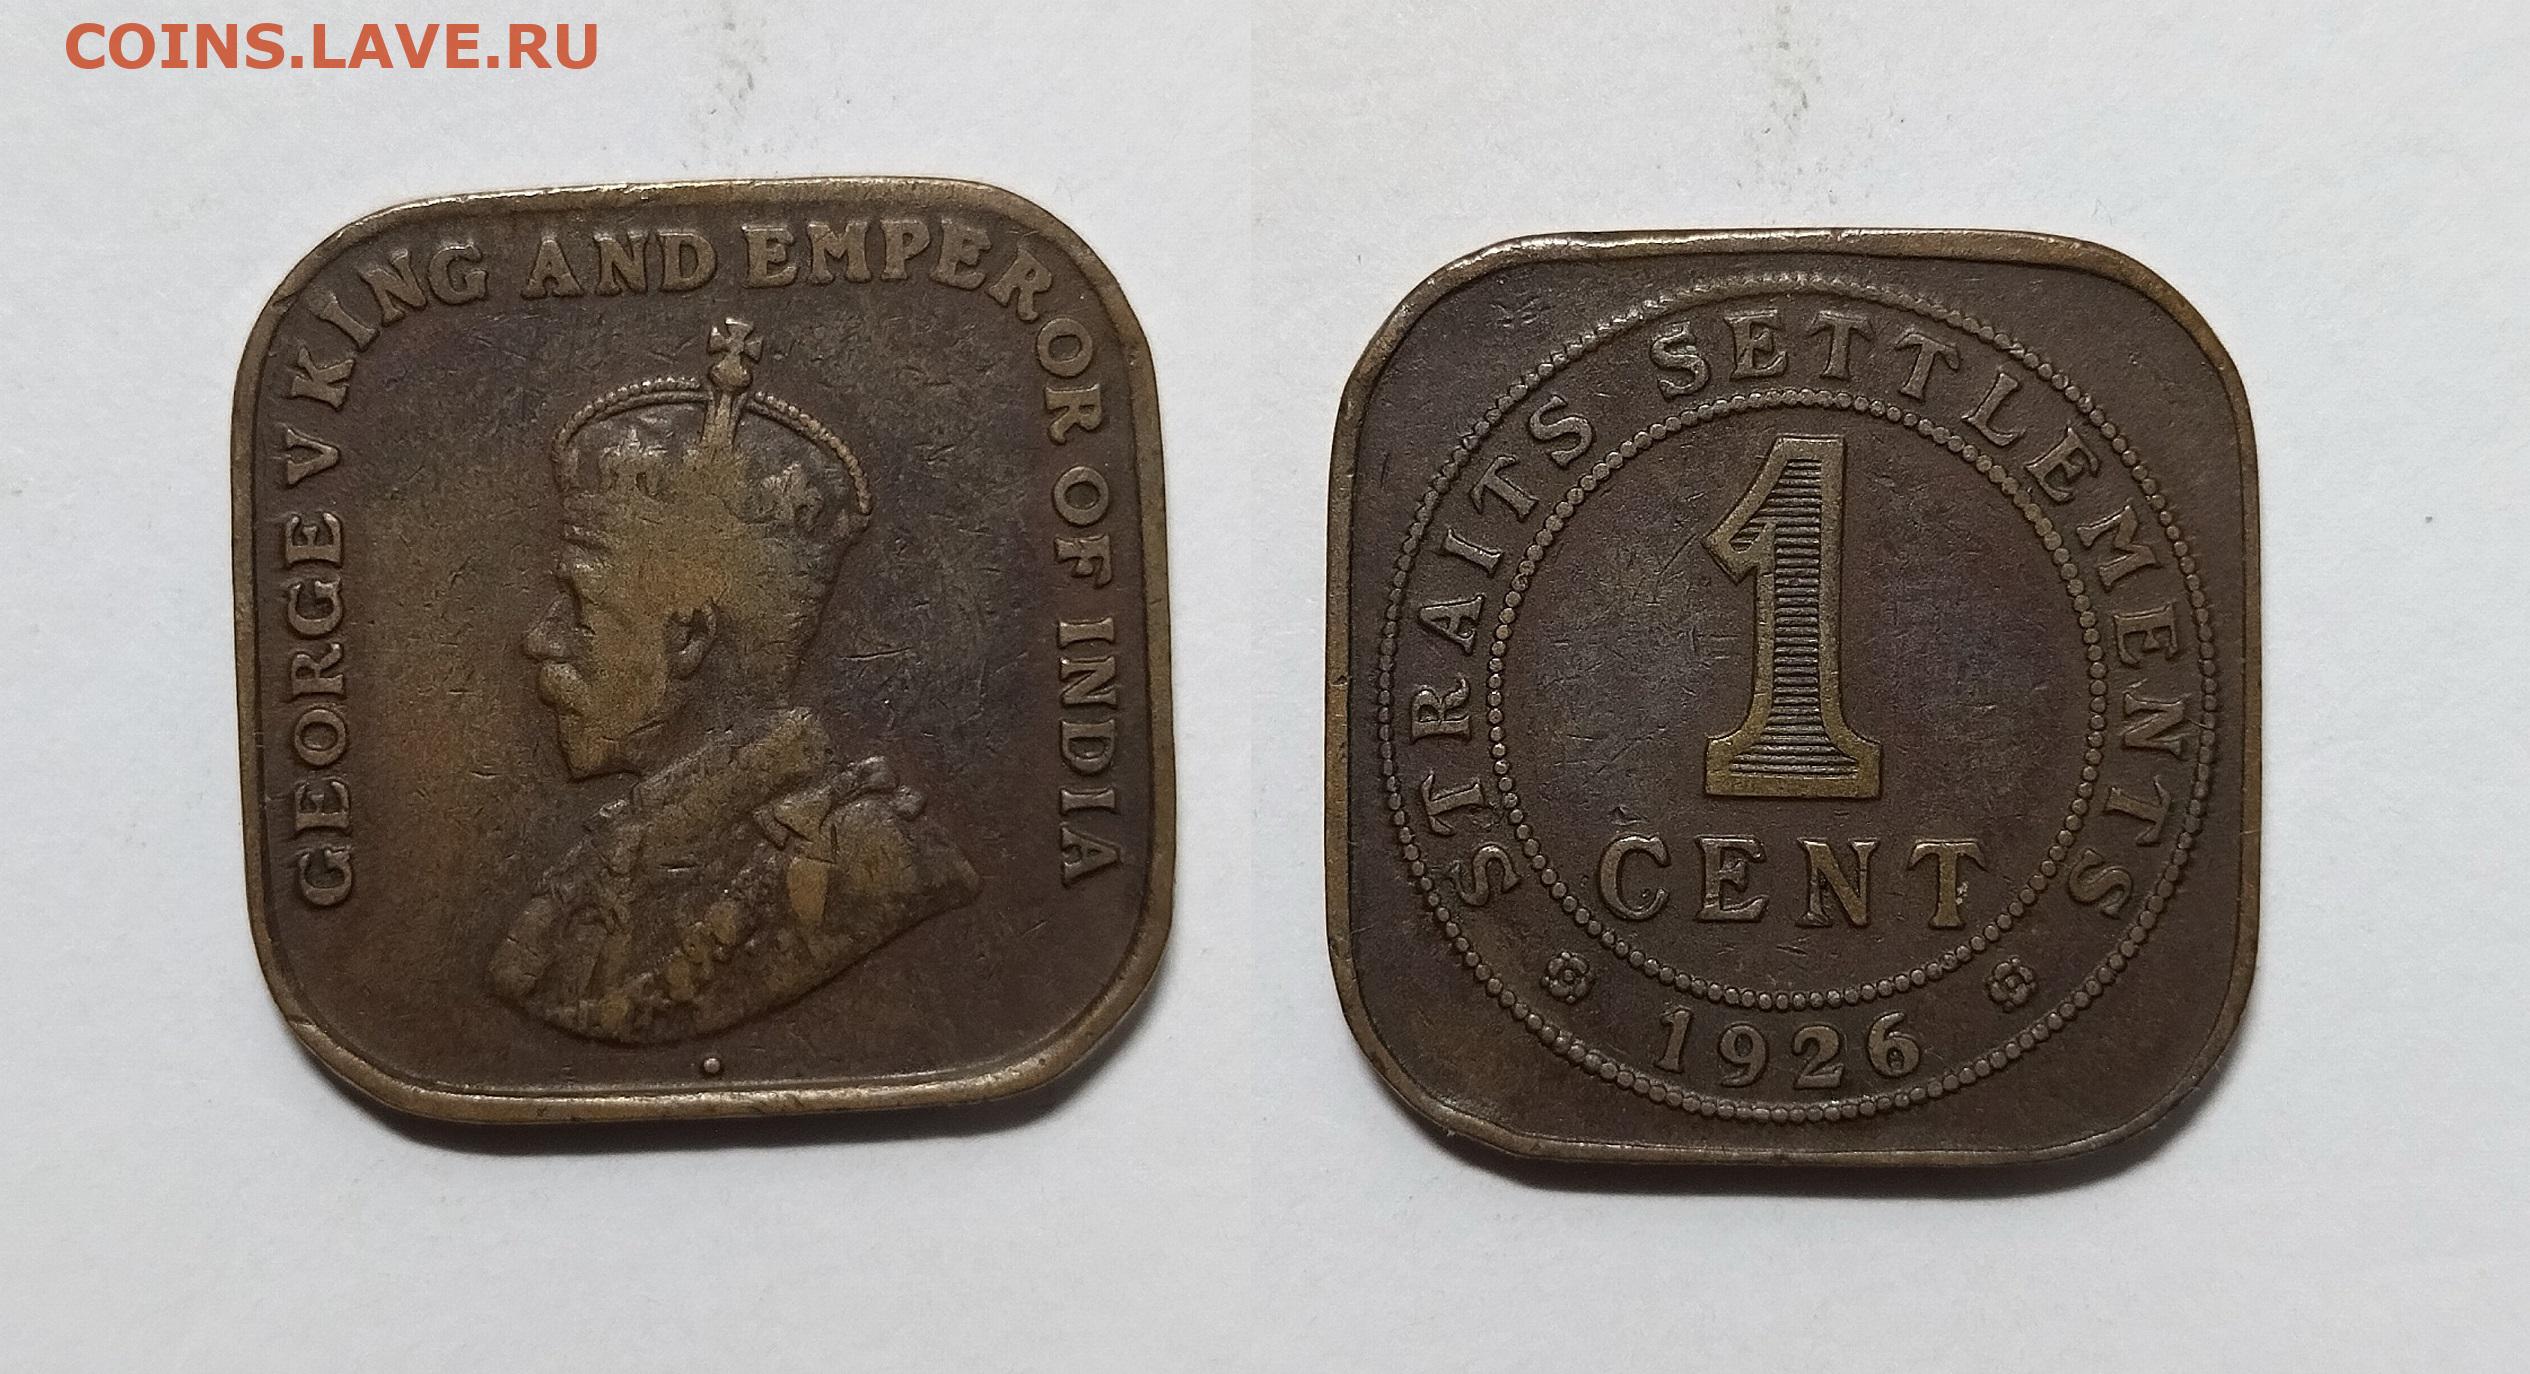 COINS.LAVE.RU
GEORGE V KING AND EMPEROR OF INDIA
STRAITS SETTLEMENTS
1
CENT
1926